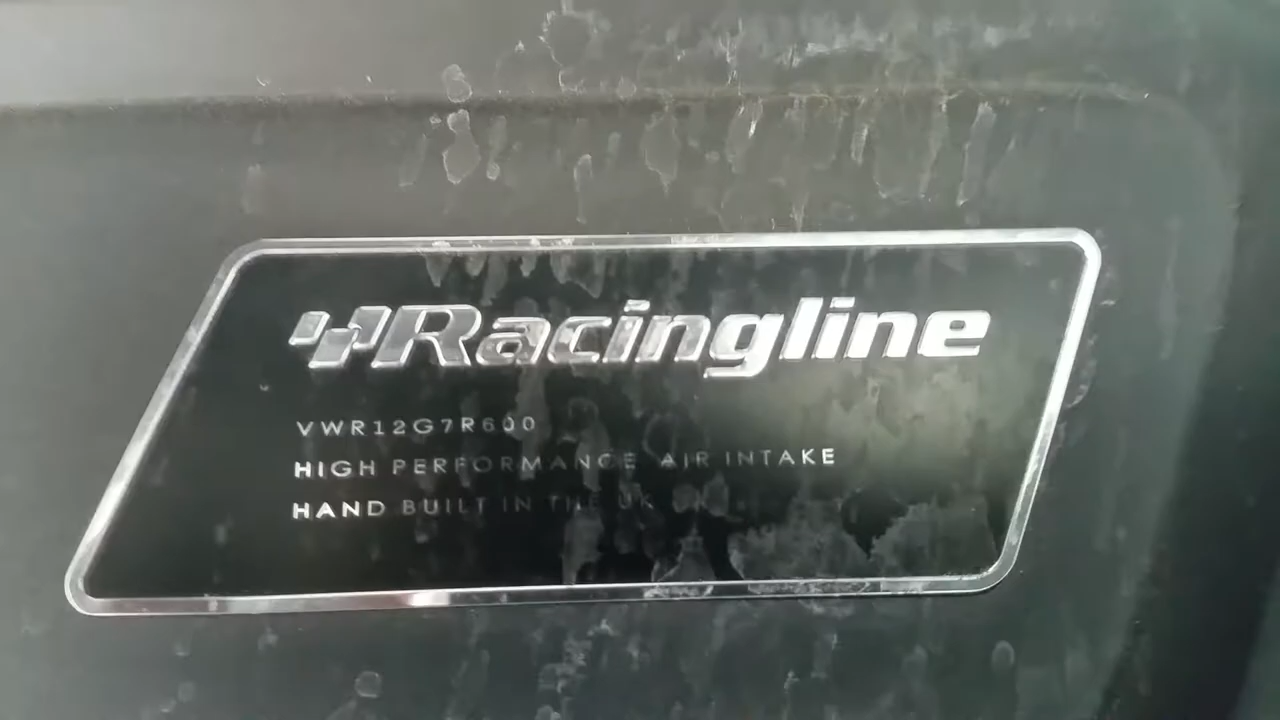 Racingline
VWR12G7R600
HIGH PERFORMANCE AIR INTAKE
HAND BUILT IN THE UK